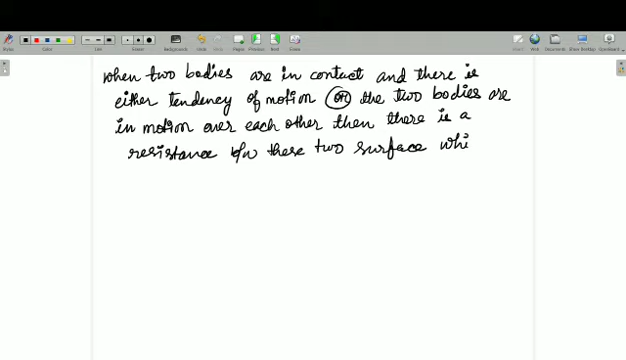 when two bodies are in contact and there is
either tendency of motion or the two bodies are
in motion over each other then there is a
resistance b/w these two surface whi